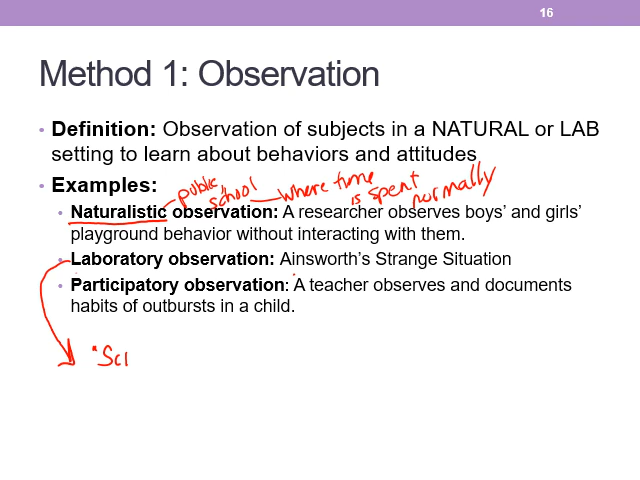 16
Method 1: Observation
• Definition: Observation of subjects in a NATURAL or LAB
setting to learn about behaviors and attitudes
• Examples:
public, school — where time is spent normally
• Naturalistic observation: A researcher observes boys’ and girls’
playground behavior without interacting with them.
• Laboratory observation: Ainsworth’s Strange Situation
• Participatory observation: A teacher observes and documents
habits of outbursts in a child.